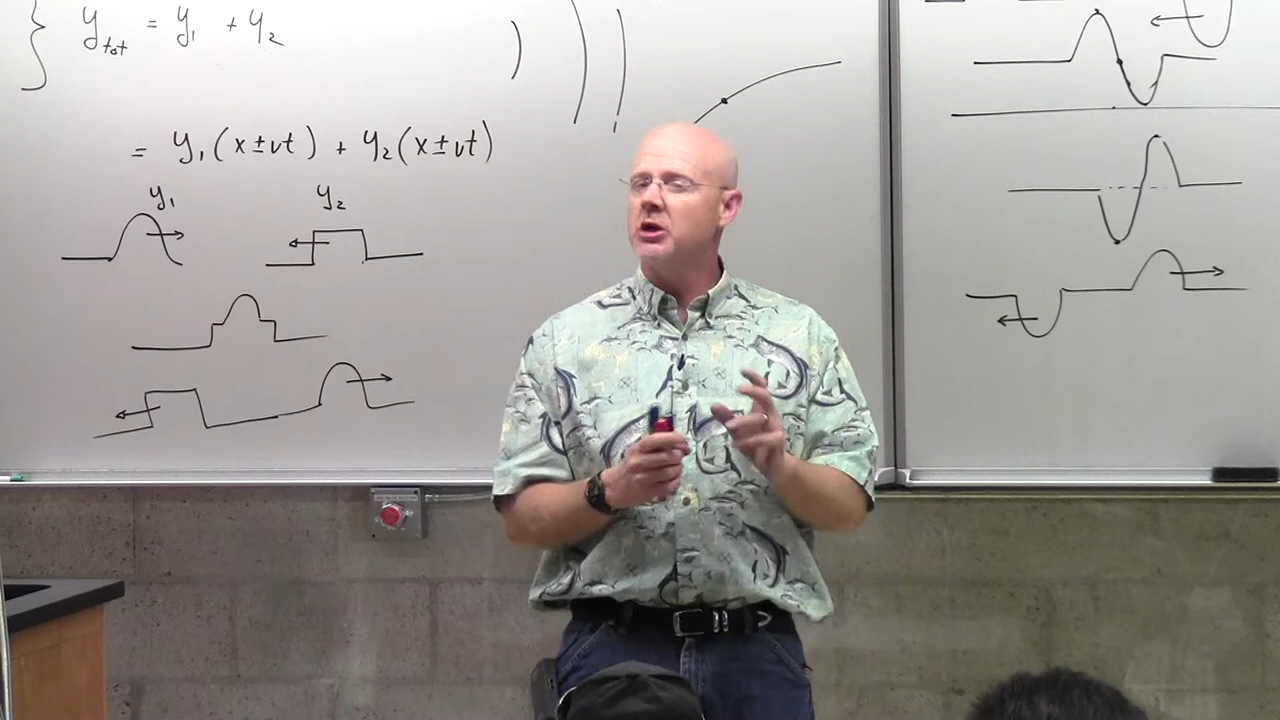 y_tot = y₁ + y₂
= y₁(x±vt) + y₂(x±vt)
y₁ y₂